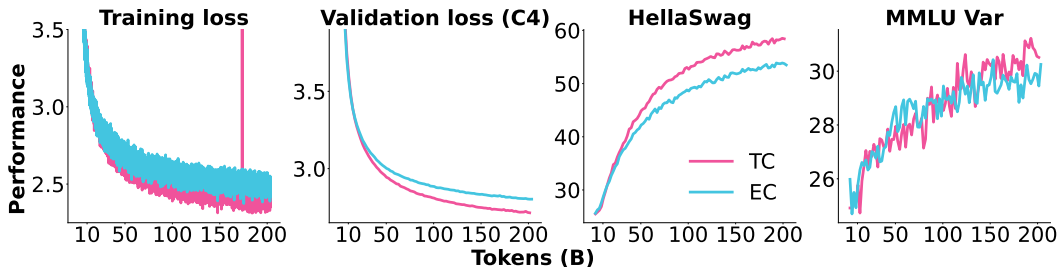 Training loss
Validation loss (C4)
HellaSwag
MMLU Var
Performance
3.5
3.0
2.5
10 50 100 150 200
3.5
3.0
10 50 100 150 200
60
50
40
30
10 50 100 150 200
TC
EC
30
28
26
10 50 100 150 200
Tokens (B)